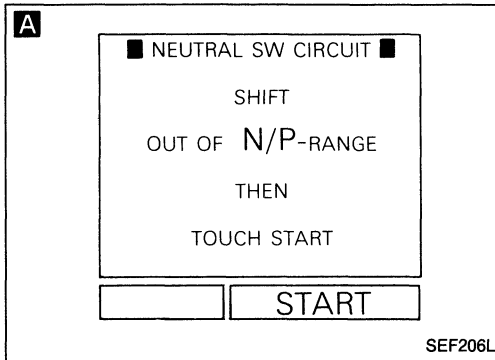 A
NEUTRAL SW CIRCUIT
SHIFT
OUT OF N/P-RANGE
THEN
TOUCH START
START
SEF206L